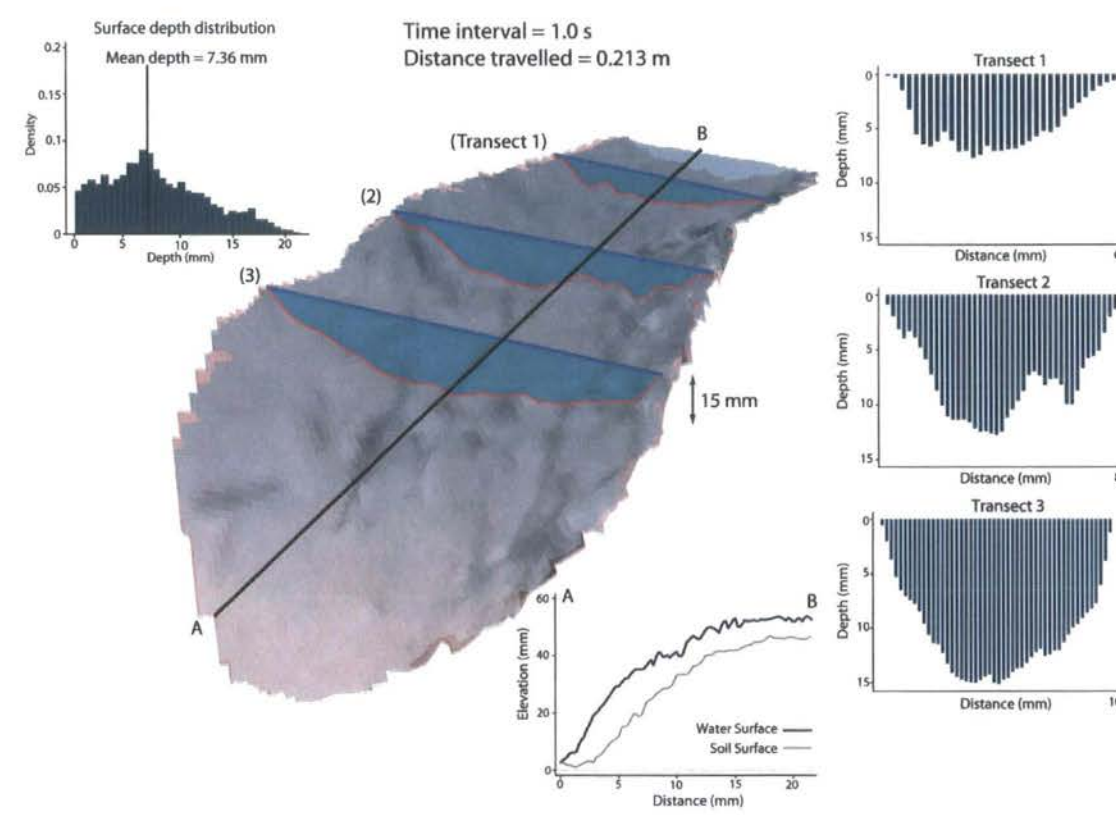 Surface depth distribution
Mean depth = 7.36 mm
0.2
0.15
0.1
0.05
0
Density
0
5
10
15
20
Depth (mm)
Time interval = 1.0 s
Distance travelled = 0.213 m
(Transect 1)
(2)
(3)
B
A
15 mm
Transect 1
0
5
10
15
Depth (mm)
Distance (mm)
Transect 2
0
5
10
15
Depth (mm)
Distance (mm)
Transect 3
0
5
10
15
Depth (mm)
Distance (mm)
A
B
60
40
20
0
Elevation (mm)
Water Surface
Soil Surface
0
5
10
15
20
Distance (mm)